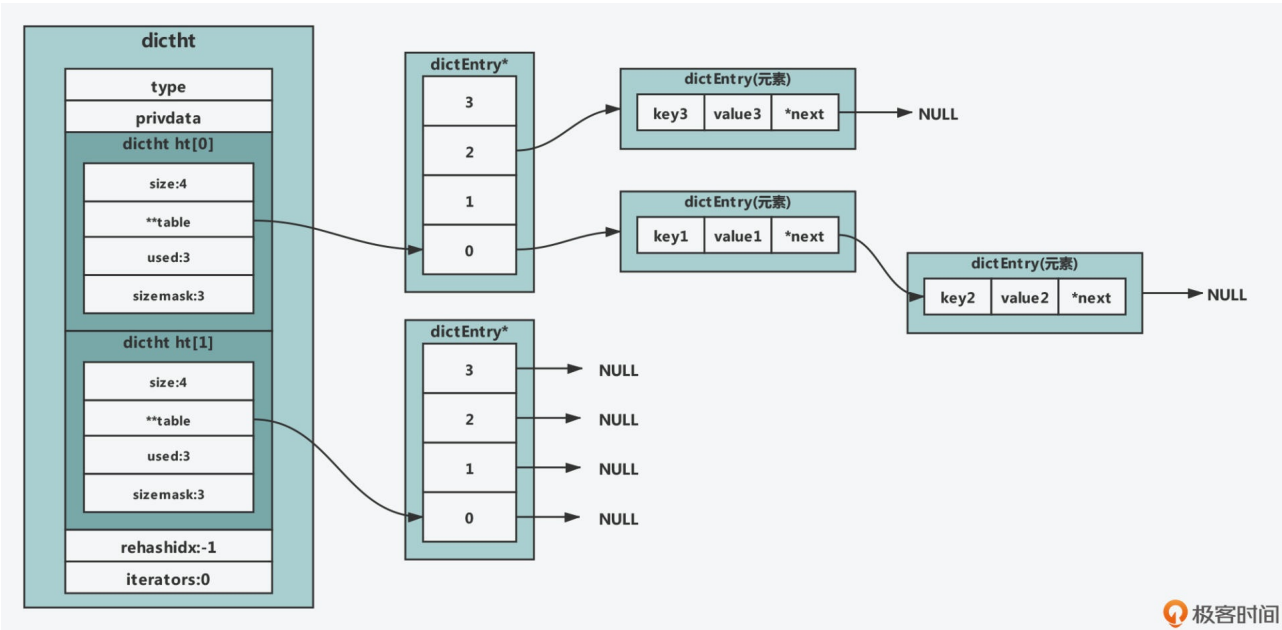 dictht
type
privdata
dictht ht[0]
size:4
**table
used:3
sizemask:3
dictht ht[1]
size:4
**table
used:3
sizemask:3
rehashidx:-1
iterators:0
dictEntry*
3
2
1
0
dictEntry(元素)
key3 value3 *next
NULL
dictEntry(元素)
key1 value1 *next
dictEntry(元素)
key2 value2 *next
NULL
dictEntry*
3 NULL
2 NULL
1 NULL
0 NULL
极客时间